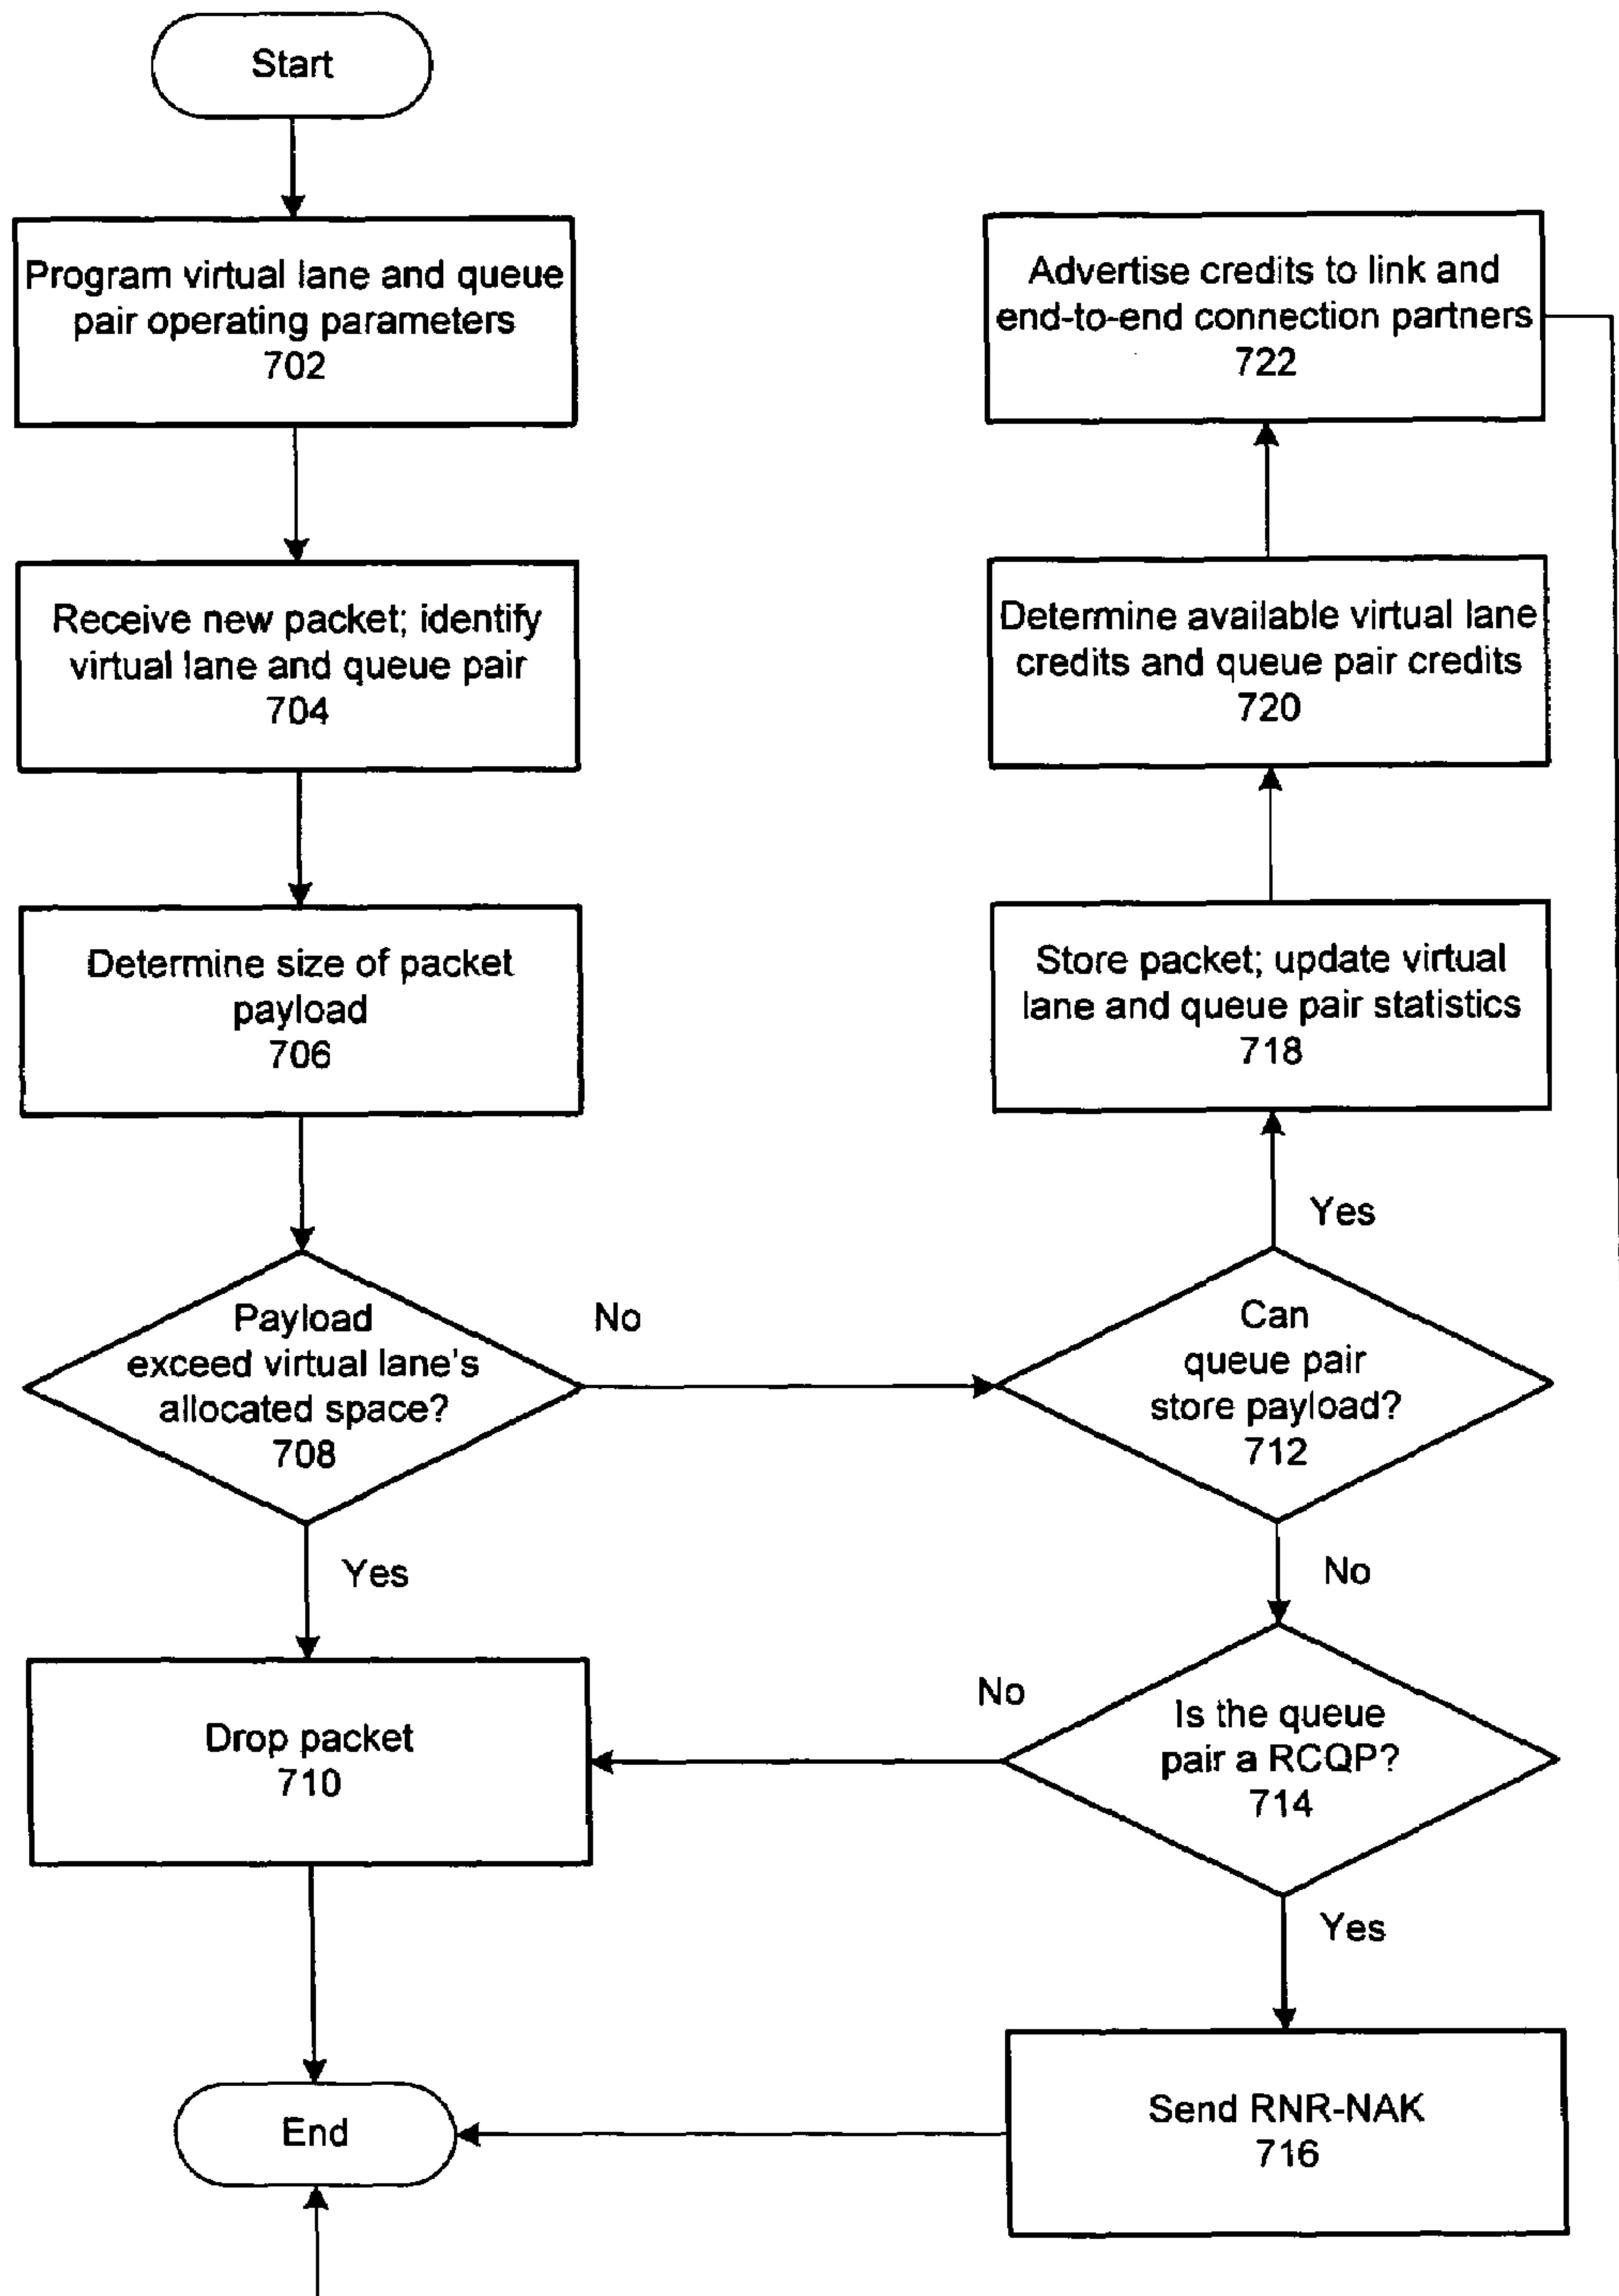 Start
Program virtual lane and queue
pair operating parameters
702
Receive new packet; identify
virtual lane and queue pair
704
Determine size of packet
payload
706
Payload
exceed virtual lane's
allocated space?
708
No
Yes
Drop packet
710
End
Advertise credits to link and
end-to-end connection partners
722
Determine available virtual lane
credits and queue pair credits
720
Store packet; update virtual
lane and queue pair statistics
718
Yes
Can
queue pair
store payload?
712
No
No
Is the queue
pair a RCQP?
714
Yes
Send RNR-NAK
716